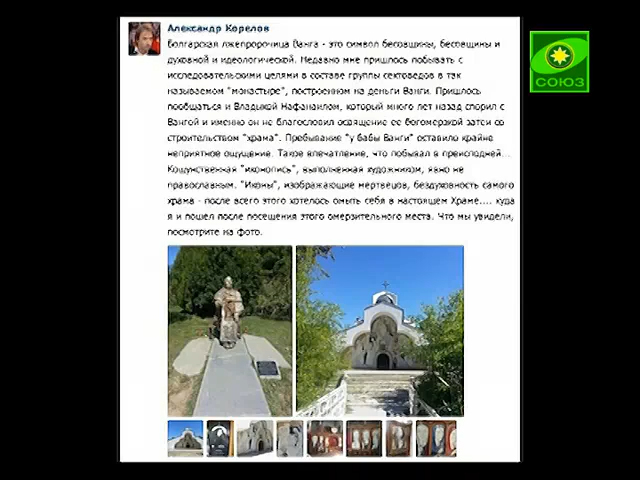 Александр Корелов
Болгарская лжепророчица Ванга - это символ бесовщины, бесовщины и
духовной и идеологической. Недавно мне пришлось побывать с
исследовательскими целями в составе группы сектоведов в так
называемом "монастыре", построенном на деньги Ванги. Пришлось
пообщаться и Владыкой Нафанаилом, который много лет назад спорил с
Вангой и именно он не благословил освящение ее богомерзкой затеи со
строительством "храма". Пребывание "у бабы Ванги" оставило крайне
неприятное ощущение. Такое впечатление, что побывал в преисподней...
Кощунственная "иконопись", выполненная художником, явно не
православным. "Иконы", изображающие мертвецов, бездуховность самого
храма - после всего этого хотелось омыть себя в настоящем Храме.... куда
я и пошел после посещения этого омерзительного места. Что мы увидели,
посмотрите на фото.
СОЮЗ